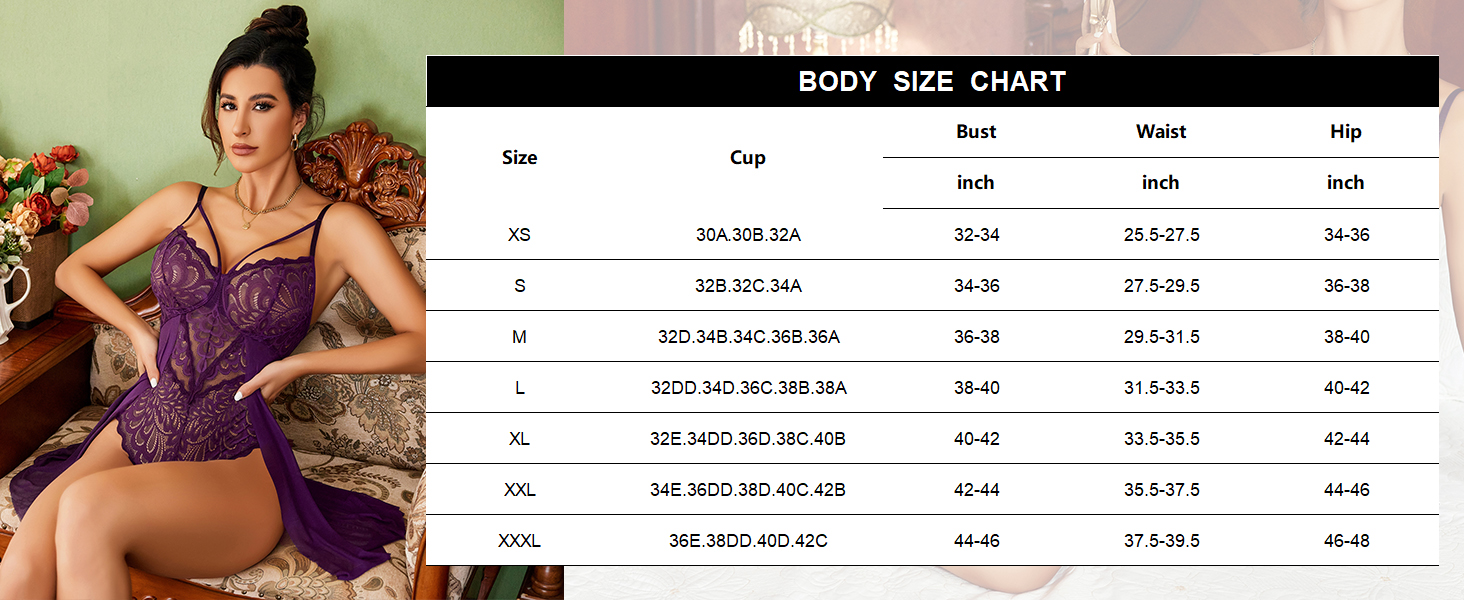 BODY SIZE CHART
Size Cup Bust Waist Hip
inch inch inch
XS 30A.30B.32A 32-34 25.5-27.5 34-36
S 32B.32C.34A 34-36 27.5-29.5 36-38
M 32D.34B.34C.36B.36A 36-38 29.5-31.5 38-40
L 32DD.34D.36C.38B.38A 38-40 31.5-33.5 40-42
XL 32E.34DD.36D.38C.40B 40-42 33.5-35.5 42-44
XXL 34E.36DD.38D.40C.42B 42-44 35.5-37.5 44-46
XXXL 36E.38DD.40D.42C 44-46 37.5-39.5 46-48